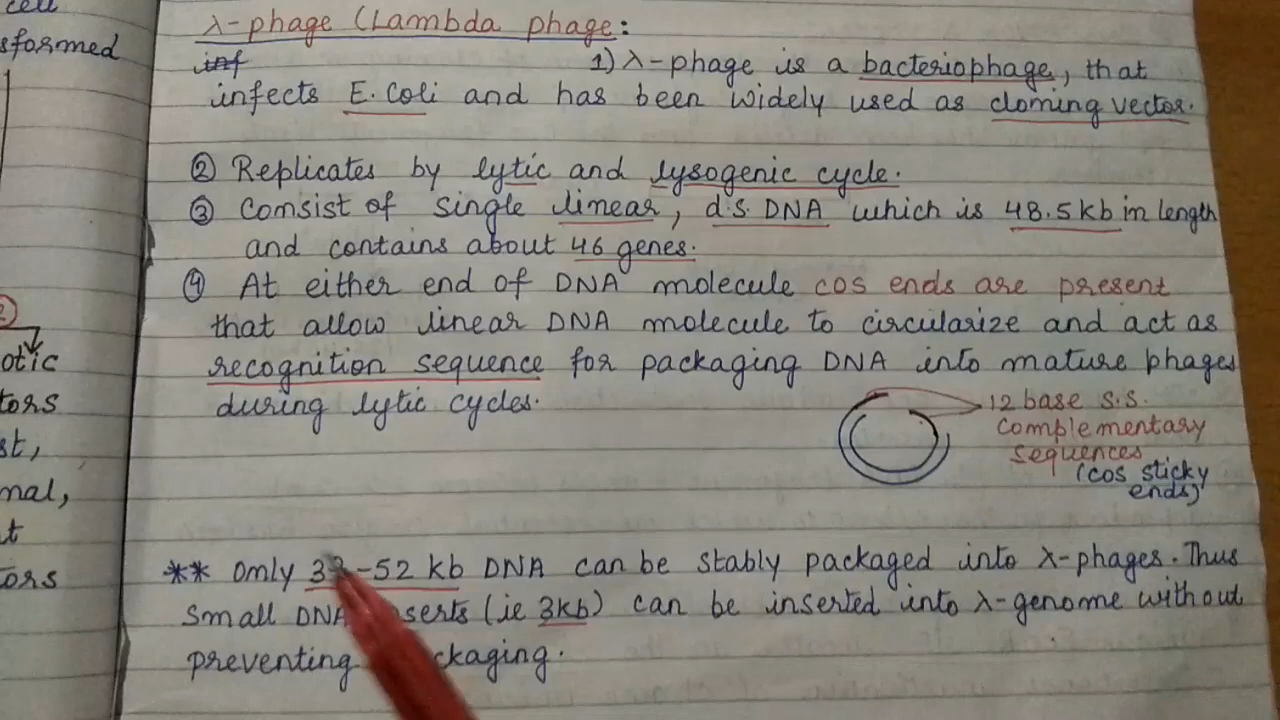 cell
sformed
otic
tors
st,
nal,
t
tors
λ-phage (Lambda phage:
inf
1) λ-phage is a bacteriophage, that
infects E.Coli and has been widely used as cloning vector.
② Replicates by lytic and lysogenic cycle.
③ Consist of single linear, d.s. DNA which is 48.5kb in length
and contains about 46 genes.
④ At either end of DNA molecule cos ends are present
that allow linear DNA molecule to circularize and act as
recognition sequence for packaging DNA into mature phages
during lytic cycles.
12 base s.s.
complementary
sequences
(cos sticky
ends)
** Only -52 kb DNA can be stably packaged into λ-phages. Thus
Small DNA serts (ie 3kb) can be inserted into λ-genome without
preventing ckaging.